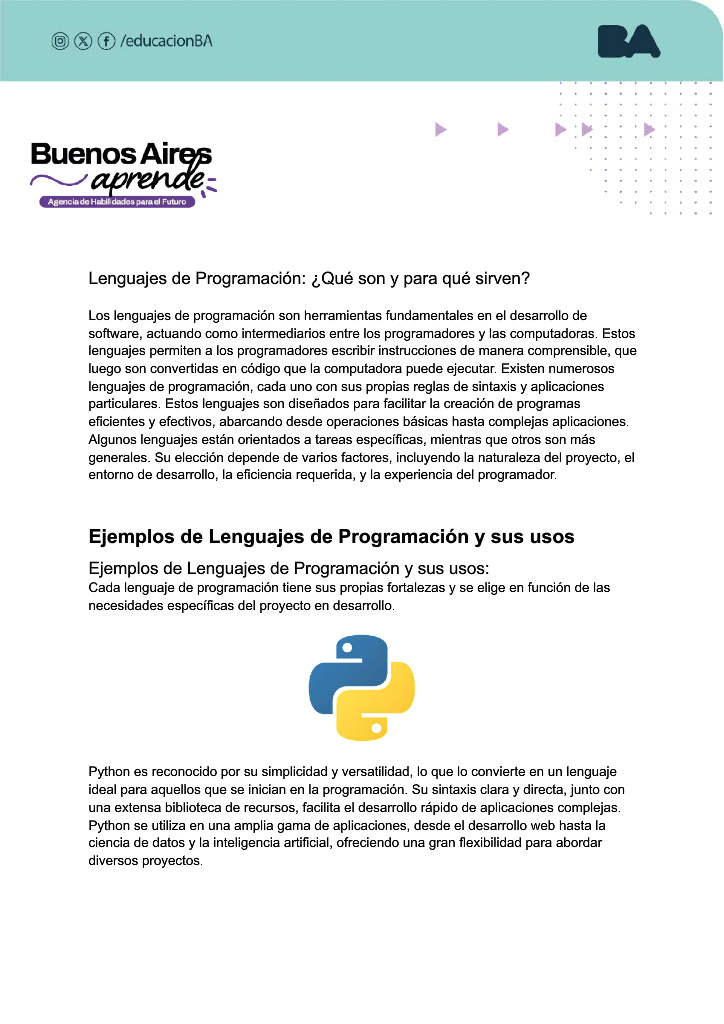 /educacionBA
BA
Buenos Aires
aprende
Agencia de Habilidades para el Futuro
Lenguajes de Programación: ¿Qué son y para qué sirven?
Los lenguajes de programación son herramientas fundamentales en el desarrollo de
software, actuando como intermediarios entre los programadores y las computadoras. Estos
lenguajes permiten a los programadores escribir instrucciones de manera comprensible, que
luego son convertidas en código que la computadora puede ejecutar. Existen numerosos
lenguajes de programación, cada uno con sus propias reglas de sintaxis y aplicaciones
particulares. Estos lenguajes son diseñados para facilitar la creación de programas
eficientes y efectivos, abarcando desde operaciones básicas hasta complejas aplicaciones.
Algunos lenguajes están orientados a tareas específicas, mientras que otros son más
generales. Su elección depende de varios factores, incluyendo la naturaleza del proyecto, el
entorno de desarrollo, la eficiencia requerida, y la experiencia del programador.
Ejemplos de Lenguajes de Programación y sus usos
Ejemplos de Lenguajes de Programación y sus usos:
Cada lenguaje de programación tiene sus propias fortalezas y se elige en función de las
necesidades específicas del proyecto en desarrollo.
Python es reconocido por su simplicidad y versatilidad, lo que lo convierte en un lenguaje
ideal para aquellos que se inician en la programación. Su sintaxis clara y directa, junto con
una extensa biblioteca de recursos, facilita el desarrollo rápido de aplicaciones complejas.
Python se utiliza en una amplia gama de aplicaciones, desde el desarrollo web hasta la
ciencia de datos y la inteligencia artificial, ofreciendo una gran flexibilidad para abordar
diversos proyectos.